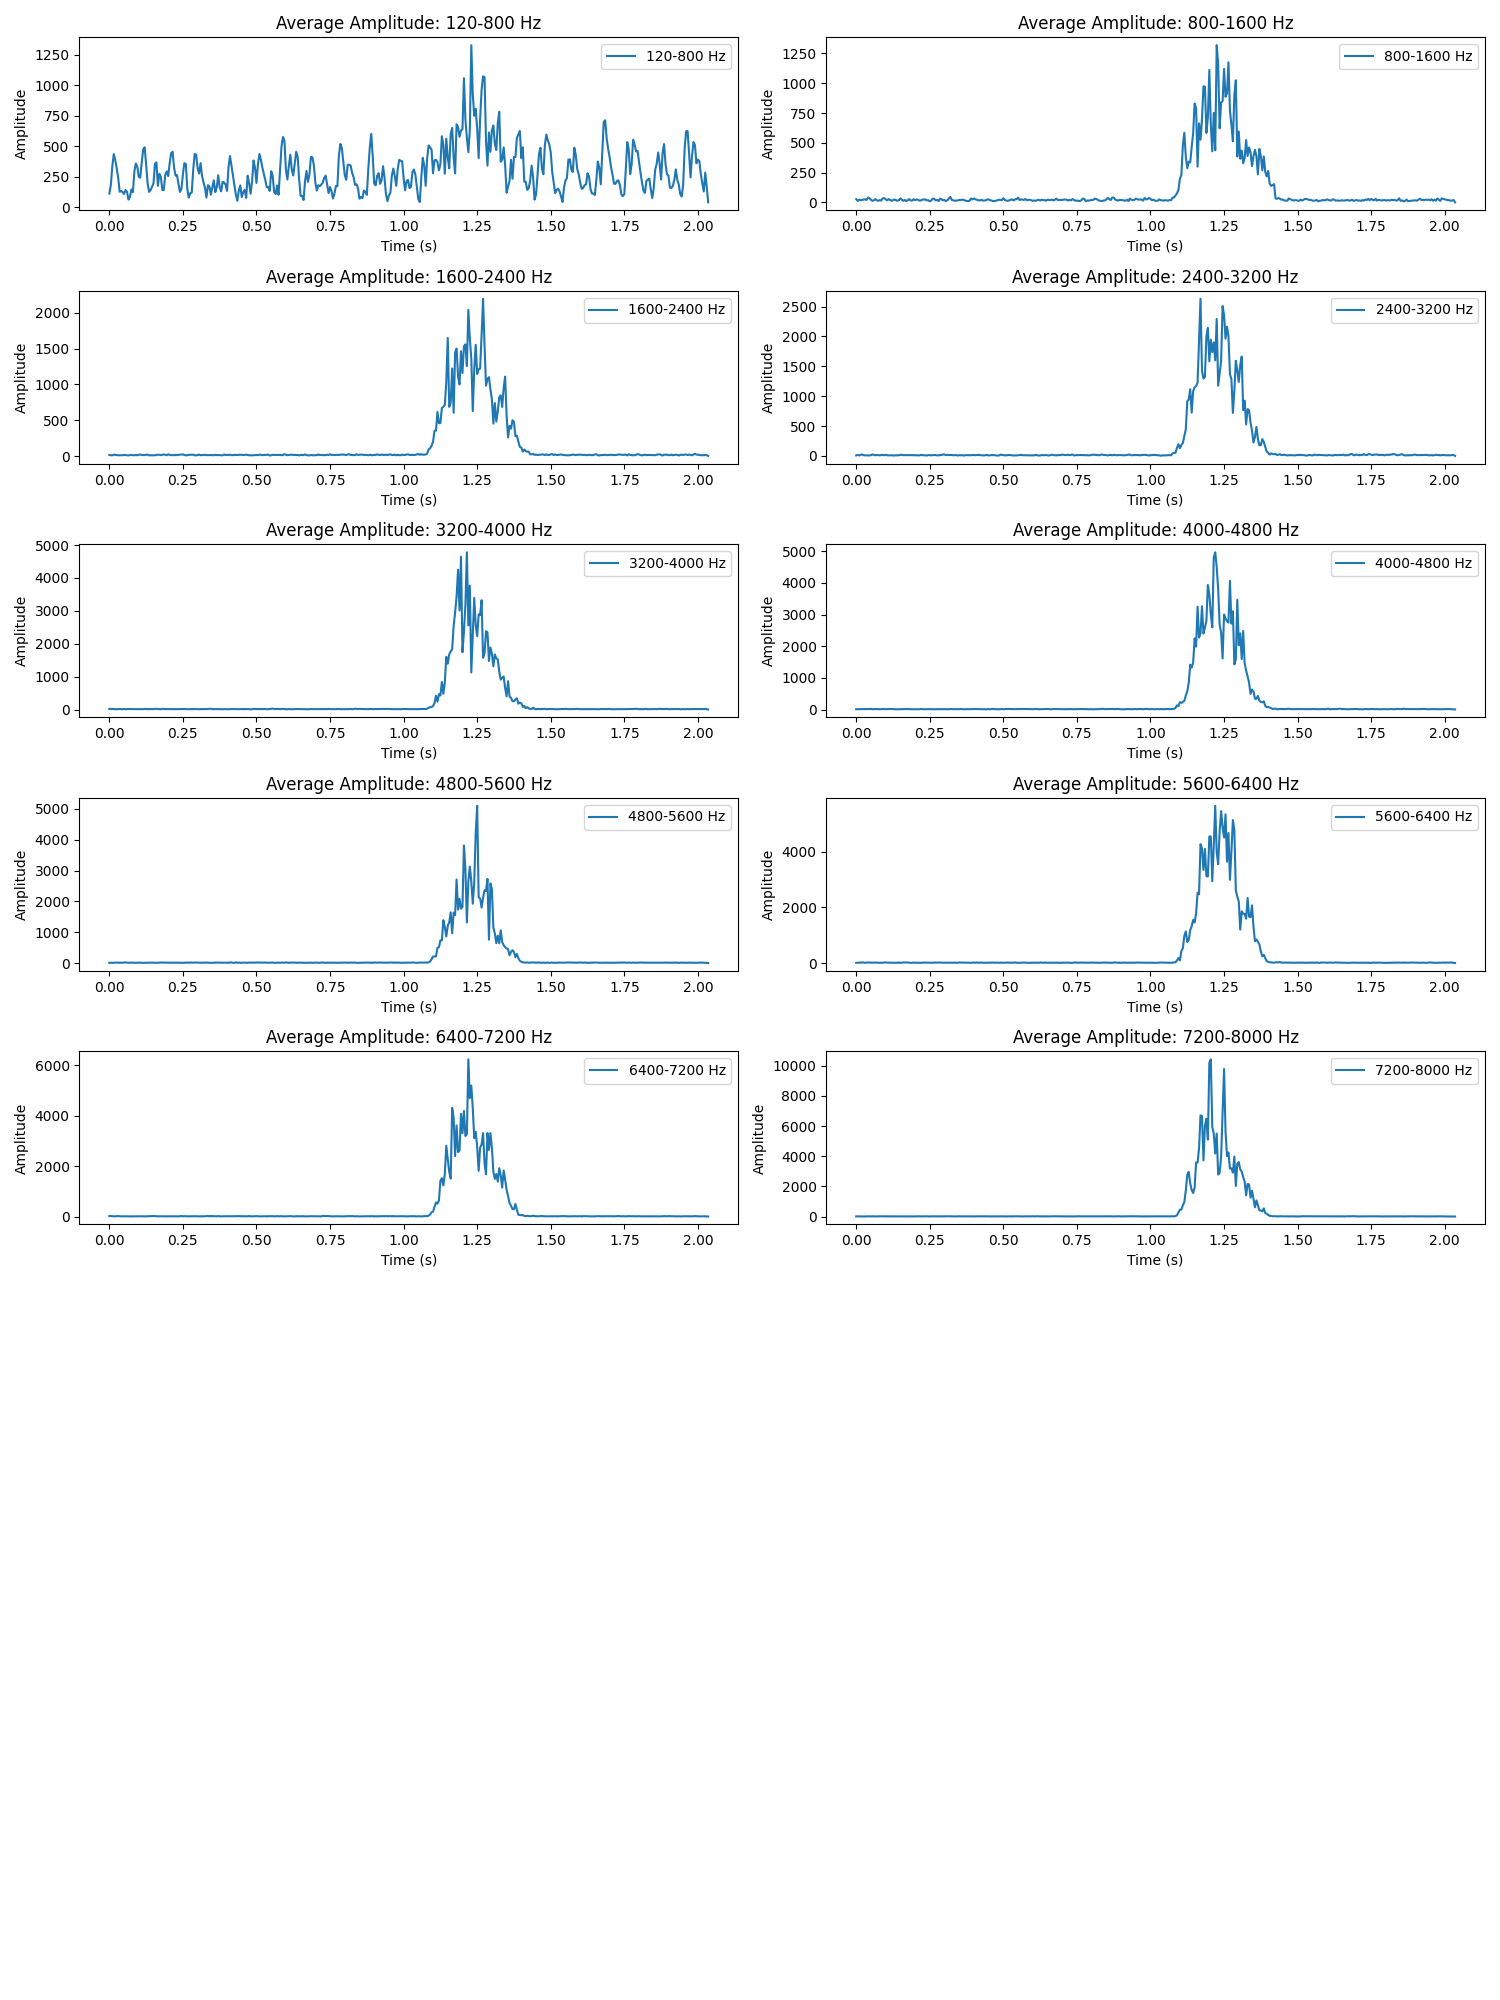 Average Amplitude: 120-800 Hz
1250
1000
750
500
250
0
Amplitude
120-800 Hz
0.00 0.25 0.50 0.75 1.00 1.25 1.50 1.75 2.00
Time (s)
Average Amplitude: 800-1600 Hz
1250
1000
750
500
250
0
Amplitude
800-1600 Hz
0.00 0.25 0.50 0.75 1.00 1.25 1.50 1.75 2.00
Time (s)
Average Amplitude: 1600-2400 Hz
2000
1500
1000
500
0
Amplitude
1600-2400 Hz
0.00 0.25 0.50 0.75 1.00 1.25 1.50 1.75 2.00
Time (s)
Average Amplitude: 2400-3200 Hz
2500
2000
1500
1000
500
0
Amplitude
2400-3200 Hz
0.00 0.25 0.50 0.75 1.00 1.25 1.50 1.75 2.00
Time (s)
Average Amplitude: 3200-4000 Hz
5000
4000
3000
2000
1000
0
Amplitude
3200-4000 Hz
0.00 0.25 0.50 0.75 1.00 1.25 1.50 1.75 2.00
Time (s)
Average Amplitude: 4000-4800 Hz
5000
4000
3000
2000
1000
0
Amplitude
4000-4800 Hz
0.00 0.25 0.50 0.75 1.00 1.25 1.50 1.75 2.00
Time (s)
Average Amplitude: 4800-5600 Hz
5000
4000
3000
2000
1000
0
Amplitude
4800-5600 Hz
0.00 0.25 0.50 0.75 1.00 1.25 1.50 1.75 2.00
Time (s)
Average Amplitude: 5600-6400 Hz
4000
2000
0
Amplitude
5600-6400 Hz
0.00 0.25 0.50 0.75 1.00 1.25 1.50 1.75 2.00
Time (s)
Average Amplitude: 6400-7200 Hz
6000
4000
2000
0
Amplitude
6400-7200 Hz
0.00 0.25 0.50 0.75 1.00 1.25 1.50 1.75 2.00
Time (s)
Average Amplitude: 7200-8000 Hz
10000
8000
6000
4000
2000
0
Amplitude
7200-8000 Hz
0.00 0.25 0.50 0.75 1.00 1.25 1.50 1.75 2.00
Time (s)